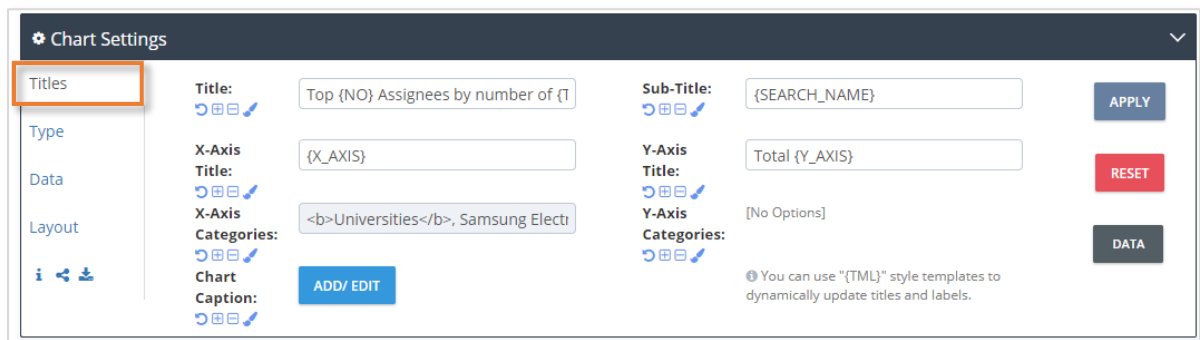 Chart Settings
Titles
Type
Data
Layout
Title:
Top {NO} Assignees by number of {T
Sub-Title:
{SEARCH_NAME}
APPLY
X-Axis
Title:
{X_AXIS}
Y-Axis
Title:
Total {Y_AXIS}
RESET
X-Axis
Categories:
<b>Universities</b>, Samsung Electr
Y-Axis
Categories:
[No Options]
DATA
Chart
Caption:
ADD/ EDIT
You can use "{TML}" style templates to
dynamically update titles and labels.